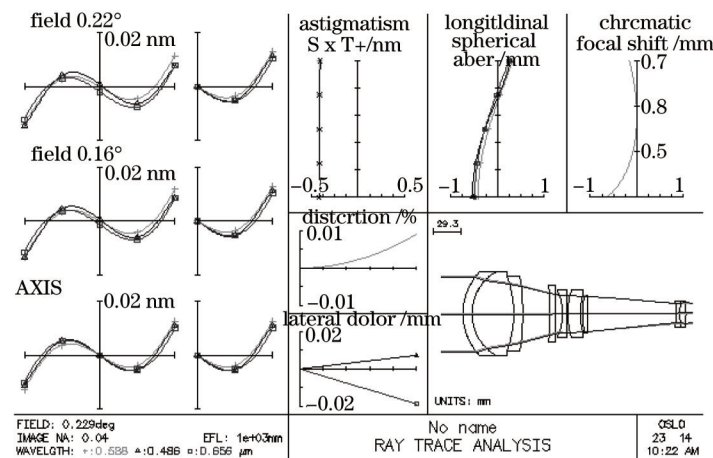 field 0.22°
0.02 nm
field 0.16°
0.02 nm
AXIS
0.02 nm
astigmatism
S x T+/nm
−0.5
0.5
longitldinal
spherical
aber /mm
−1
1
chrcmatic
focal shift /mm
0.7
0.8
0.5
−1
1
distcrtion /%
0.01
−0.01
lateral dolor /mm
0.02
−0.02
29.3
UNITS: mm
FIELD: 0.229deg
IMAGE NA: 0.04
EFL: 1e+03mm
WAVELGTH: +:0.588 ▵:0.486 □:0.656 μm
No name
RAY TRACE ANALYSIS
OSLO
23 14
10:22 AM